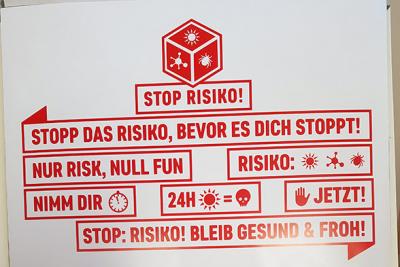 STOP RISIKO!
STOPP DAS RISIKO, BEVOR ES DICH STOPPT!
NUR RISK, NULL FUN RISIKO:
NIMM DIR 24H = JETZT!
STOP: RISIKO! BLEIB GESUND & FROH!